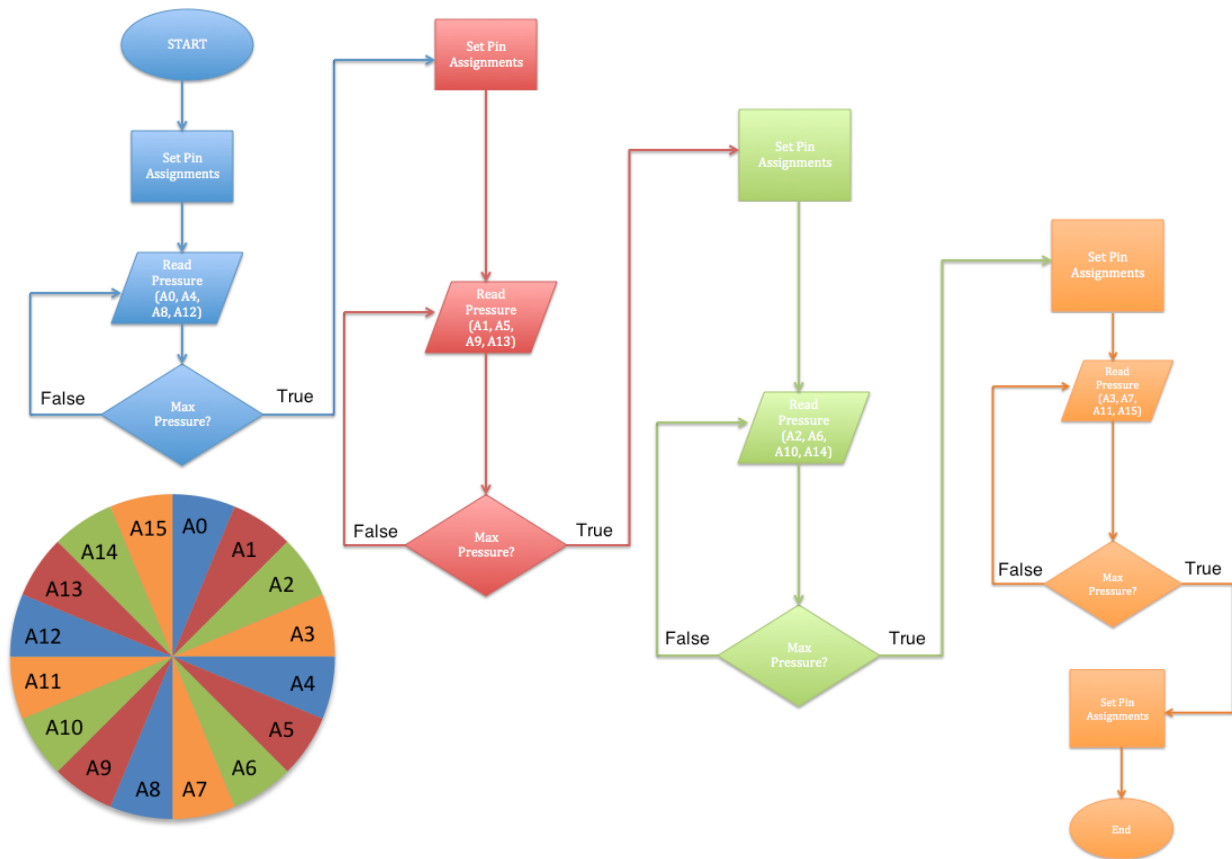 START
Set Pin
Assignments
Read
Pressure
(A0, A4,
A8, A12)
False
True
Max
Pressure?
Set Pin
Assignments
Read
Pressure
(A1, A5,
A9, A13)
False
True
Max
Pressure?
Set Pin
Assignments
Read
Pressure
(A2, A6,
A10, A14)
False
True
Max
Pressure?
Set Pin
Assignments
Read
Pressure
(A3, A7,
A11, A15)
False
True
Max
Pressure?
Set Pin
Assignments
End
A0
A1
A2
A3
A4
A5
A6
A7
A8
A9
A10
A11
A12
A13
A14
A15